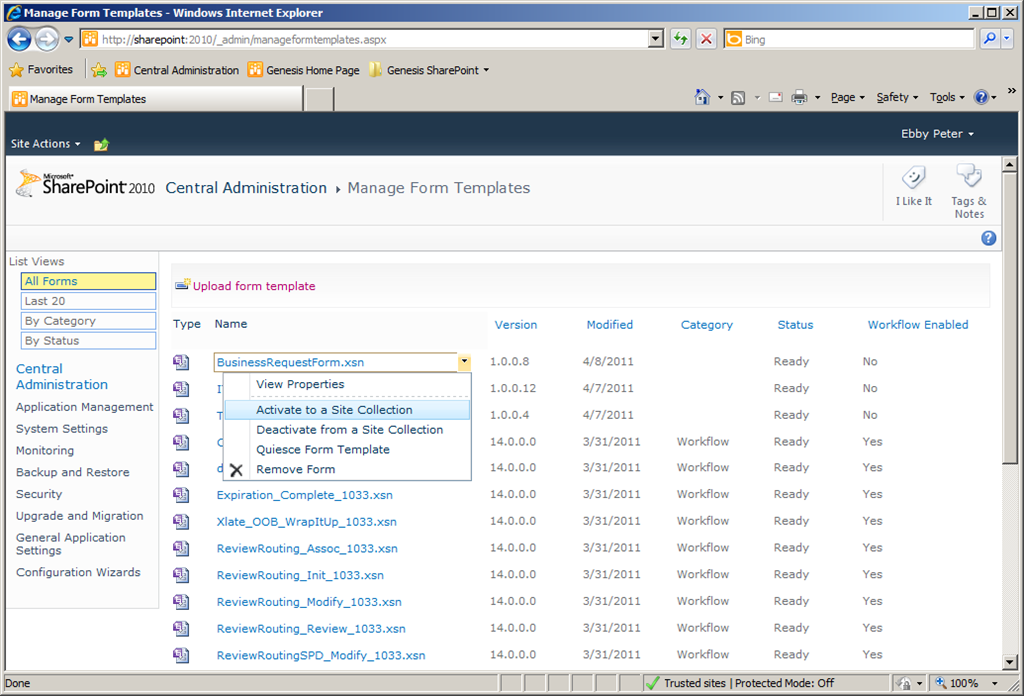 Manage Form Templates - Windows Internet Explorer
http://sharepoint:2010/_admin/manageformtemplates.aspx
Bing
Favorites Central Administration Genesis Home Page Genesis SharePoint
Manage Form Templates Page Safety Tools
Site Actions Ebby Peter
Microsoft® SharePoint 2010 Central Administration Manage Form Templates
I Like It
Tags & Notes
List Views
All Forms
Last 20
By Category
By Status
Central Administration
Application Management
System Settings
Monitoring
Backup and Restore
Security
Upgrade and Migration
General Application Settings
Configuration Wizards
Upload form template
Type Name Version Modified Category Status Workflow Enabled
BusinessRequestForm.xsn 1.0.0.8 4/8/2011 Ready No
1.0.0.12 4/7/2011 Ready No
1.0.0.4 4/7/2011 Ready No
14.0.0.0 3/31/2011 Workflow Ready Yes
14.0.0.0 3/31/2011 Workflow Ready Yes
View Properties
Activate to a Site Collection
Deactivate from a Site Collection
Quiesce Form Template
Remove Form
Expiration_Complete_1033.xsn 14.0.0.0 3/31/2011 Workflow Ready Yes
Xlate_OOB_WrapItUp_1033.xsn 14.0.0.0 3/31/2011 Workflow Ready Yes
ReviewRouting_Assoc_1033.xsn 14.0.0.0 3/31/2011 Workflow Ready Yes
ReviewRouting_Init_1033.xsn 14.0.0.0 3/31/2011 Workflow Ready Yes
ReviewRouting_Modify_1033.xsn 14.0.0.0 3/31/2011 Workflow Ready Yes
ReviewRouting_Review_1033.xsn 14.0.0.0 3/31/2011 Workflow Ready Yes
ReviewRoutingSPD_Modify_1033.xsn 14.0.0.0 3/31/2011 Workflow Ready Yes
Done Trusted sites | Protected Mode: Off 100%